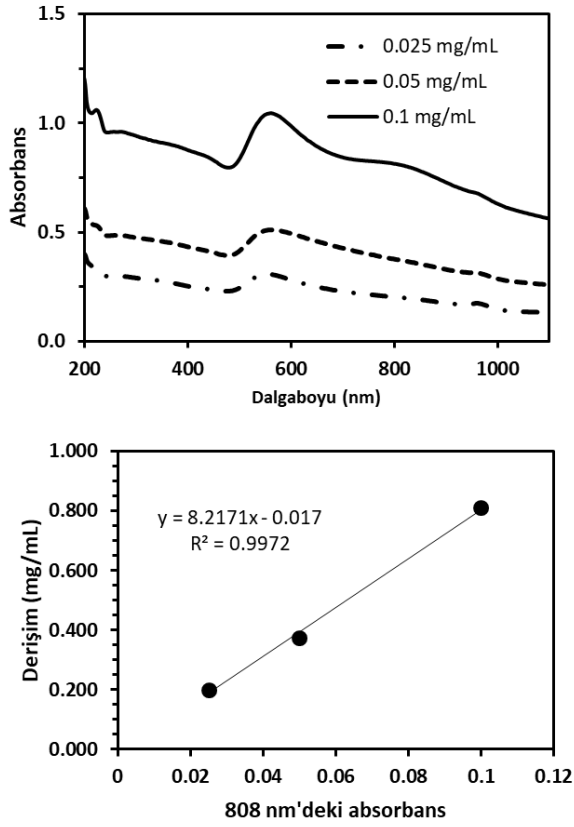 1.5
1.0
0.5
0.0
Absorbans
0.025 mg/mL
0.05 mg/mL
0.1 mg/mL
200 400 600 800 1000
Dalgaboyu (nm)
1.000
0.800
0.600
0.400
0.200
0.000
Derişim (mg/mL)
y = 8.2171x - 0.017
R² = 0.9972
0 0.02 0.04 0.06 0.08 0.1 0.12
808 nm'deki absorbans